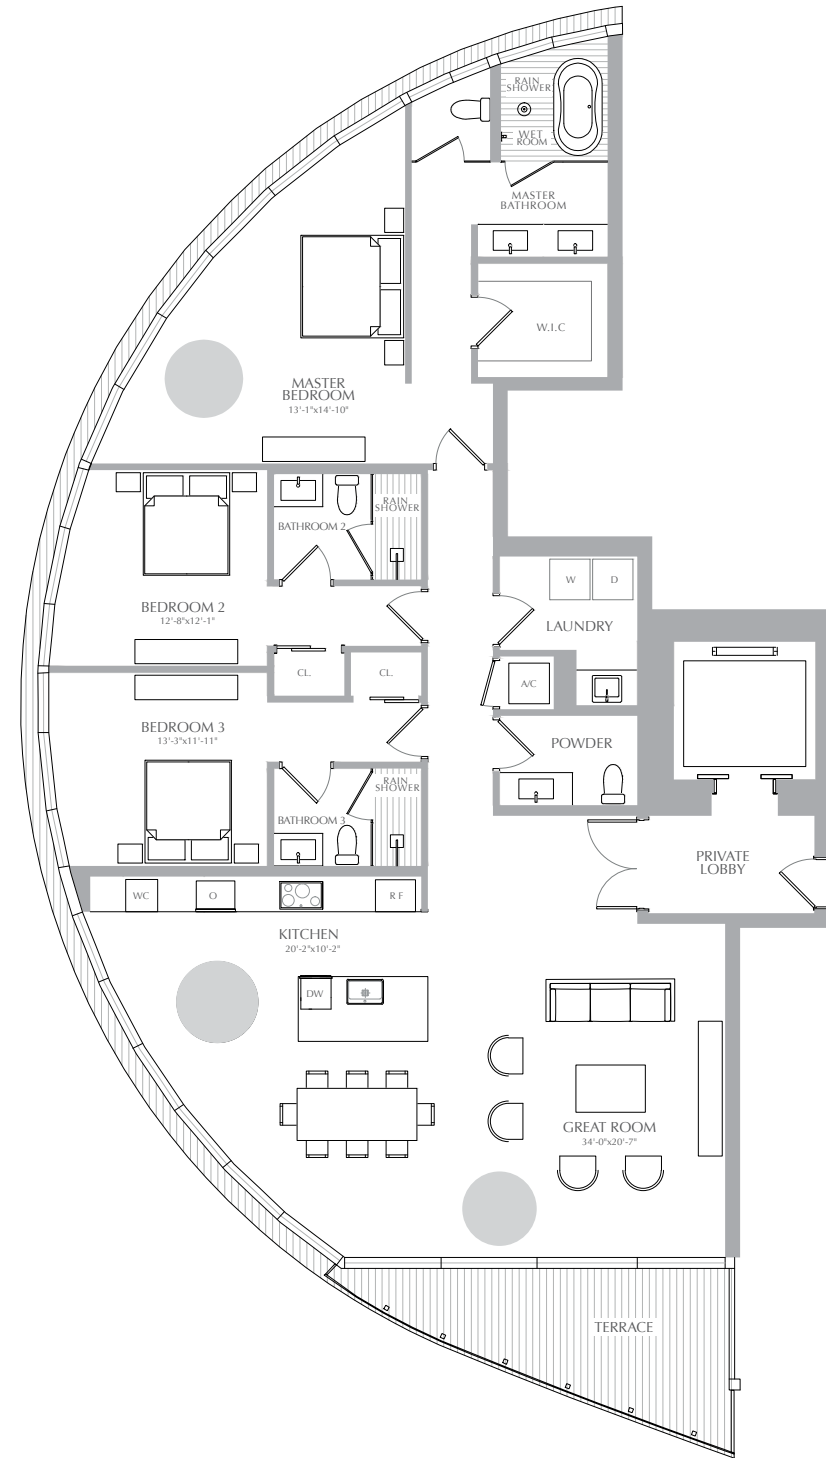 RAIN
SHOWER
WET
ROOM
MASTER
BATHROOM
W.I.C
MASTER
BEDROOM
13'-1"x14'-10"
RAIN
SHOWER
BATHROOM 2
W
D
BEDROOM 2
12'-8"x12'-1"
LAUNDRY
CL.
CL.
A/C
BEDROOM 3
13'-3"x11'-11"
POWDER
RAIN
SHOWER
BATHROOM 3
PRIVATE
LOBBY
WC
O
R F
KITCHEN
20'-2"x10'-2"
DW
GREAT ROOM
34'-0"x20'-7"
TERRACE